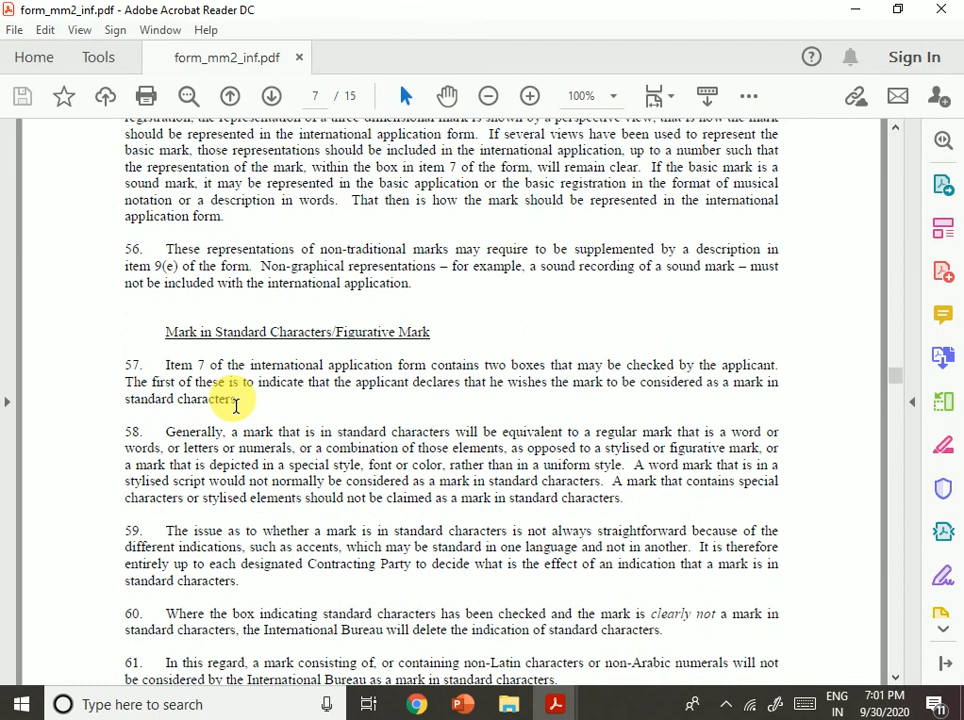 form_mm2_inf.pdf - Adobe Acrobat Reader DC
File Edit View Window Help
Home Tools form_mm2_inf.pdf × Sign In
7 / 15 100%
registration, the representation of a three-dimensional mark is shown by a perspective view, that is how the mark
should be represented in the international application form. If several views have been used to represent the
basic mark, those representations should be included in the international application, up to a number such that
the representation of the mark, within the box in item 7 of the form, will remain clear. If the basic mark is a
sound mark, it may be represented in the basic application or the basic registration in the format of musical
notation or a description in words. That then is how the mark should be represented in the international
application form.
56. These representations of non-traditional marks may require to be supplemented by a description in
item 9(e) of the form. Non-graphical representations – for example, a sound recording of a sound mark – must
not be included with the international application.
Mark in Standard Characters/Figurative Mark
57. Item 7 of the international application form contains two boxes that may be checked by the applicant.
The first of these is to indicate that the applicant declares that he wishes the mark to be considered as a mark in
standard characters.
58. Generally, a mark that is in standard characters will be equivalent to a regular mark that is a word or
words, or letters or numerals, or a combination of those elements, as opposed to a stylised or figurative mark, or
a mark that is depicted in a special style, font or color, rather than in a uniform style. A word mark that is in a
stylised script would not normally be considered as a mark in standard characters. A mark that contains special
characters or stylised elements should not be claimed as a mark in standard characters.
59. The issue as to whether a mark is in standard characters is not always straightforward because of the
different indications, such as accents, which may be standard in one language and not in another. It is therefore
entirely up to each designated Contracting Party to decide what is the effect of an indication that a mark is in
standard characters.
60. Where the box indicating standard characters has been checked and the mark is clearly not a mark in
standard characters, the International Bureau will delete the indication of standard characters.
61. In this regard, a mark consisting of, or containing non-Latin characters or non-Arabic numerals will not
be considered by the International Bureau as a mark in standard characters.
Type here to search
ENG
IN
7:01 PM
9/30/2020
11